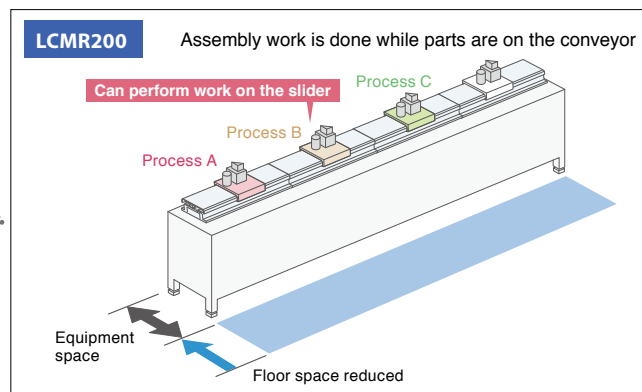 LCMR200
Assembly work is done while parts are on the conveyor
Can perform work on the slider
Process C
Process B
Process A
Equipment
space
Floor space reduced